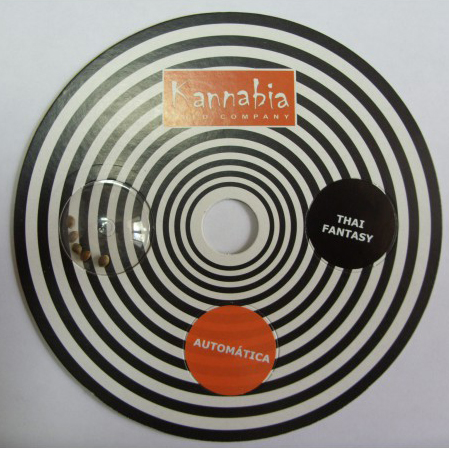 Kannabia
SEED COMPANY
THAI
FANTASY
AUTOMÁTICA